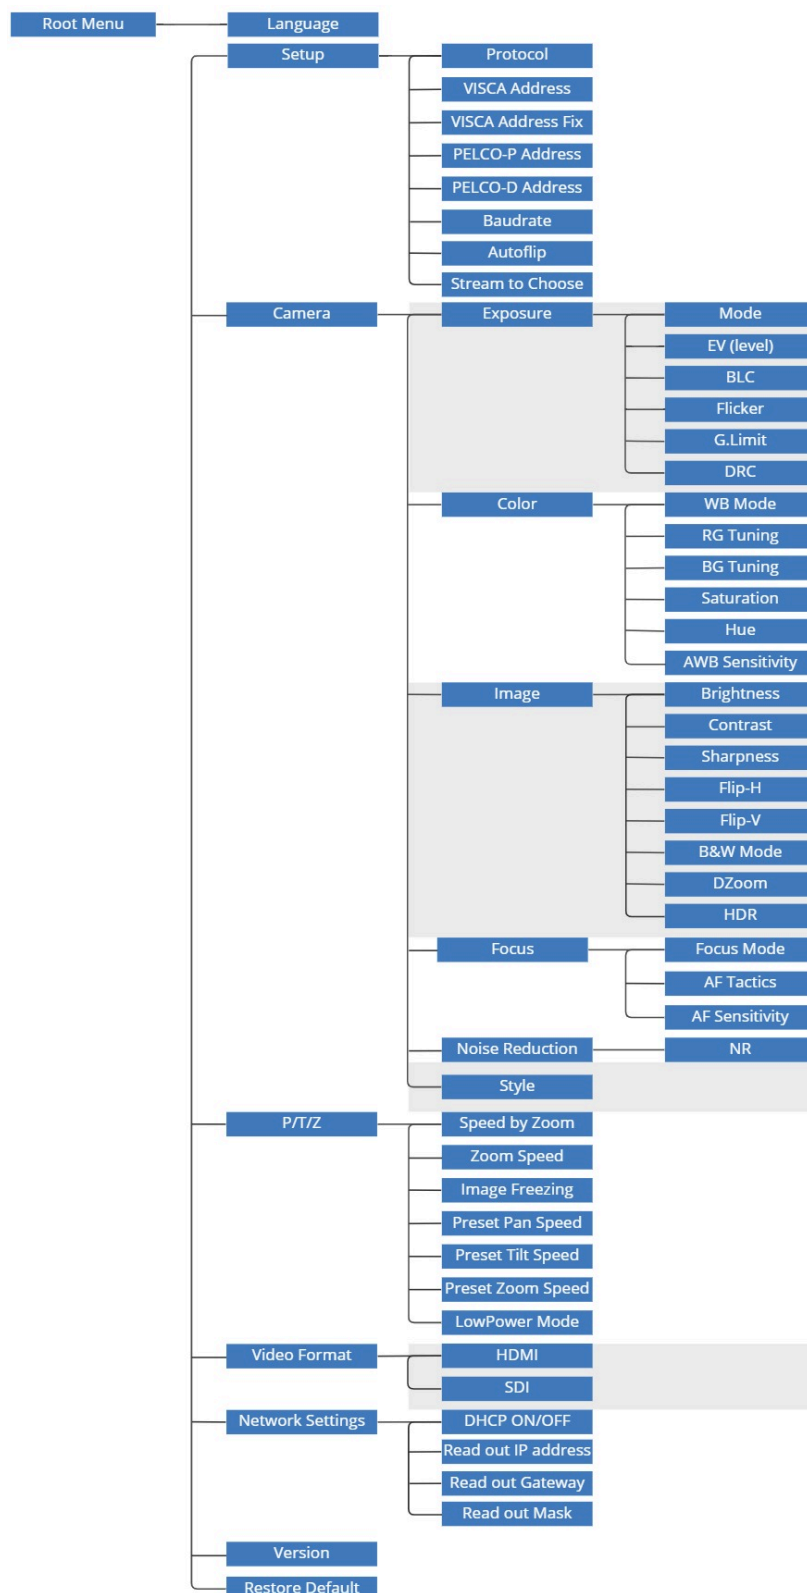 Root Menu
Language
Setup
Protocol
VISCA Address
VISCA Address Fix
PELCO-P Address
PELCO-D Address
Baudrate
Autoflip
Stream to Choose
Camera
Exposure
Mode
EV (level)
BLC
Flicker
G.Limit
DRC
Color
WB Mode
RG Tuning
BG Tuning
Saturation
Hue
AWB Sensitivity
Image
Brightness
Contrast
Sharpness
Flip-H
Flip-V
B&W Mode
DZoom
HDR
Focus
Focus Mode
AF Tactics
AF Sensitivity
Noise Reduction
NR
Style
P/T/Z
Speed by Zoom
Zoom Speed
Image Freezing
Preset Pan Speed
Preset Tilt Speed
Preset Zoom Speed
LowPower Mode
Video Format
HDMI
SDI
Network Settings
DHCP ON/OFF
Read out IP address
Read out Gateway
Read out Mask
Version
Restore Default